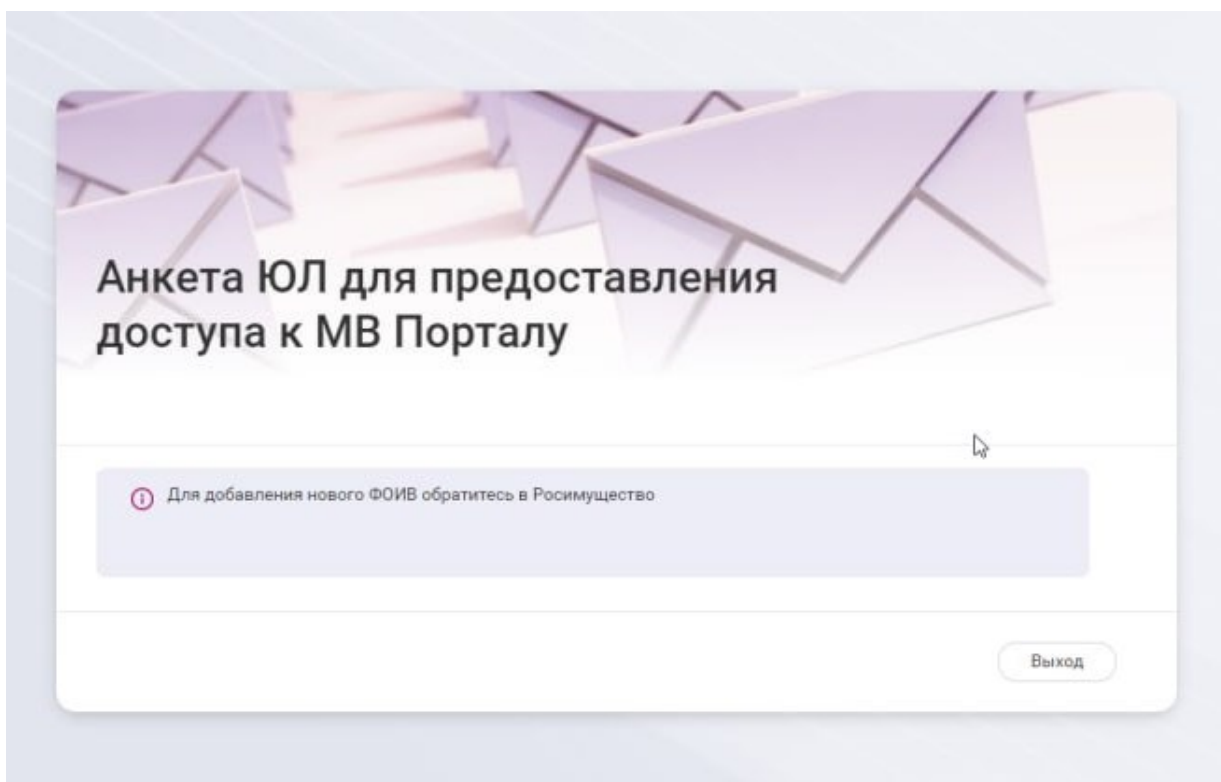 Анкета ЮЛ для предоставления
доступа к МВ Порталу
Для добавления нового ФОИВ обратитесь в Росимущество
Выход